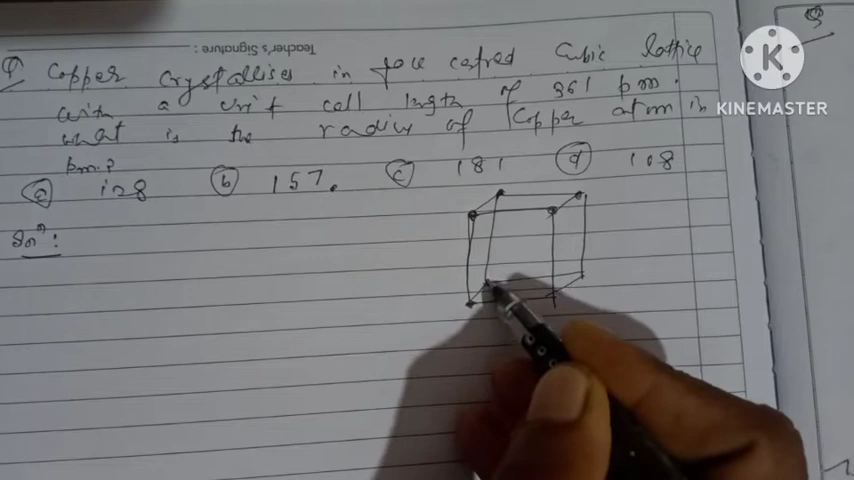 Teacher's Signature :
Q Copper Crystallises in face centred Cubic lattice
with a unit cell length of 361 pm.
what is the radius of Copper atom in
pm.?
(a) 128 (b) 157. (c) 181 (d) 108
Solⁿ:
K
KINEMASTER
Q